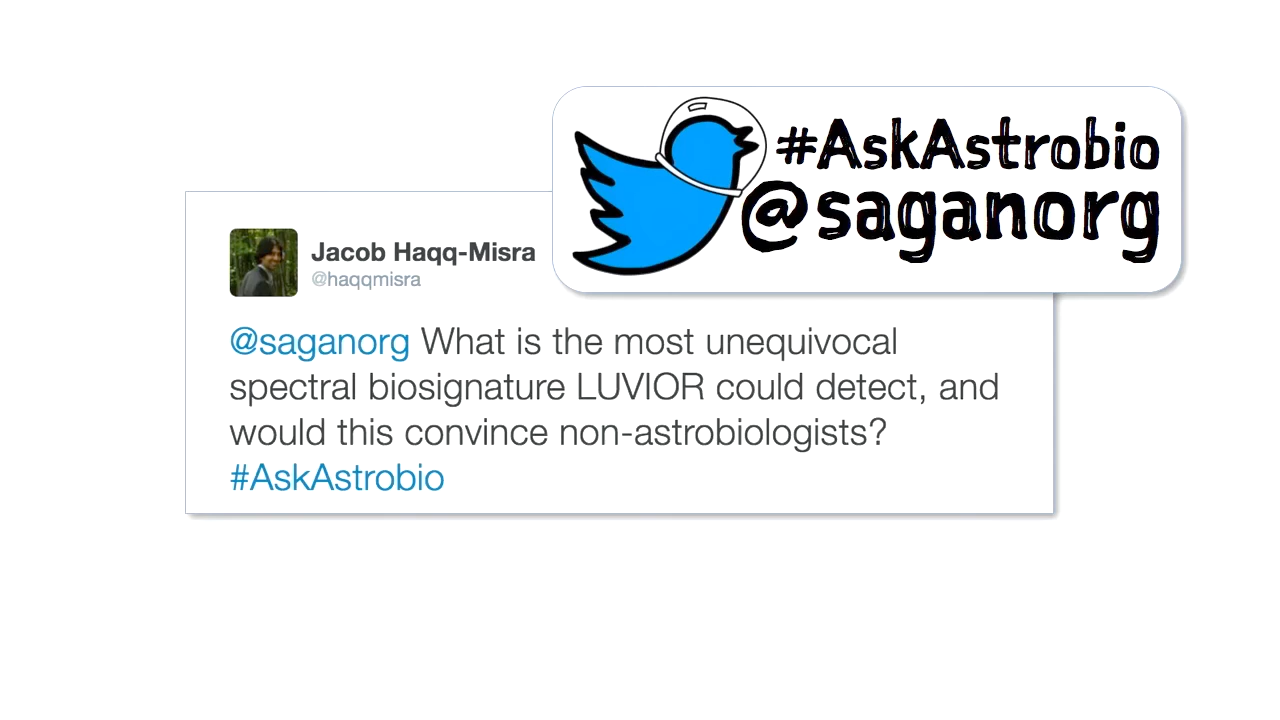 #AskAstrobio
@saganorg
Jacob Haqq-Misra
@haqqmisra
@saganorg What is the most unequivocal
spectral biosignature LUVIOR could detect, and
would this convince non-astrobiologists?
#AskAstrobio